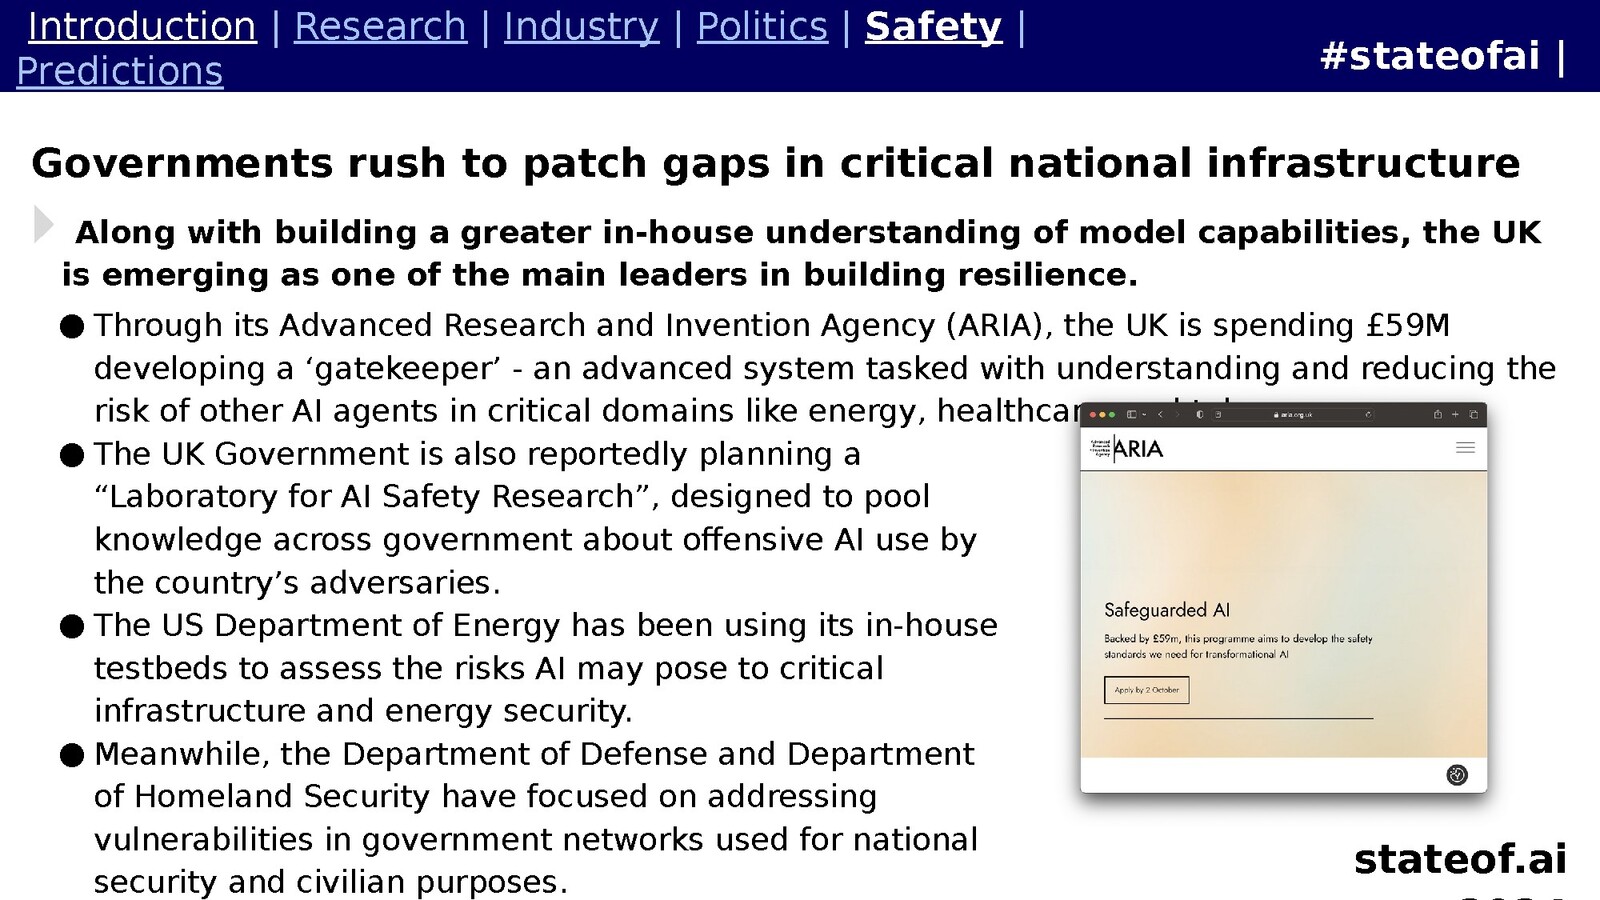 Introduction | Research | Industry | Politics | Safety |
Predictions
#stateofai |
Governments rush to patch gaps in critical national infrastructure
Along with building a greater in-house understanding of model capabilities, the UK
is emerging as one of the main leaders in building resilience.
● Through its Advanced Research and Invention Agency (ARIA), the UK is spending £59M
developing a ‘gatekeeper’ - an advanced system tasked with understanding and reducing the
risk of other AI agents in critical domains like energy,
● The UK Government is also reportedly planning a
“Laboratory for AI Safety Research”, designed to pool
knowledge across government about offensive AI use by
the country’s adversaries.
● The US Department of Energy has been using its in-house
testbeds to assess the risks AI may pose to critical
infrastructure and energy security.
● Meanwhile, the Department of Defense and Department
of Homeland Security have focused on addressing
vulnerabilities in government networks used for national
security and civilian purposes.
aria.org.uk
ARIA
Safeguarded AI
Backed by £59m, this programme aims to develop the safety
standards we need for transformational AI
Apply by 2 October
stateof.ai